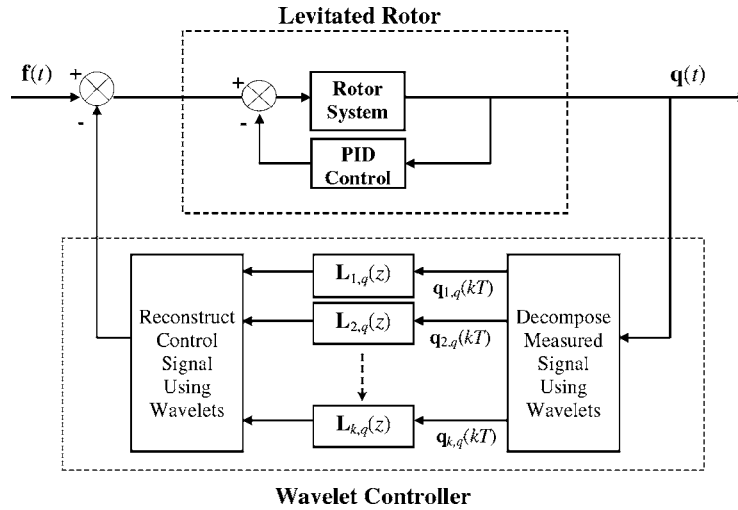 Levitated Rotor
f(t)
+
-
+
-
Rotor
System
PID
Control
q(t)
Reconstruct
Control
Signal
Using
Wavelets
L1,q(z)
L2,q(z)
Lk,q(z)
q1,q(kT)
q2,q(kT)
qk,q(kT)
Decompose
Measured
Signal
Using
Wavelets
Wavelet Controller